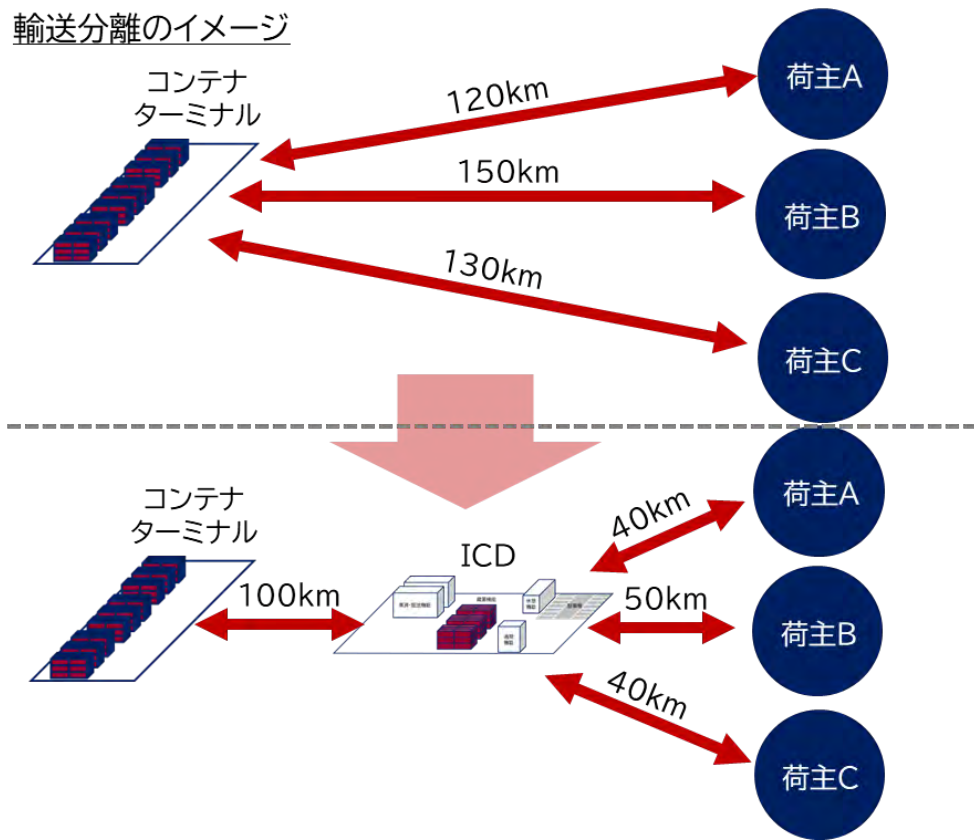 輸送分離のイメージ
コンテナ
ターミナル
120km
150km
130km
荷主A
荷主B
荷主C
コンテナ
ターミナル
100km
ICD
40km
50km
40km
荷主A
荷主B
荷主C